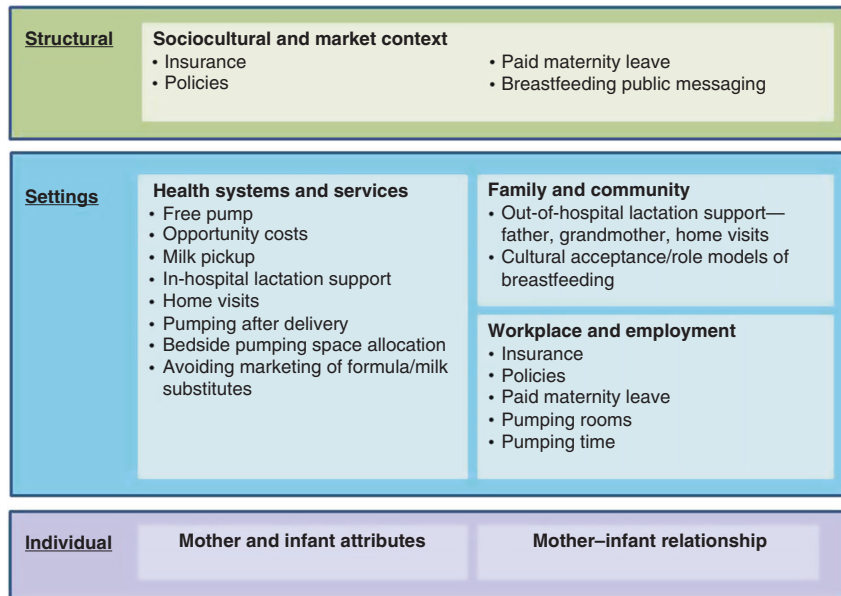 Structural
Sociocultural and market context
• Insurance
• Policies
• Paid maternity leave
• Breastfeeding public messaging
Settings
Health systems and services
• Free pump
• Opportunity costs
• Milk pickup
• In-hospital lactation support
• Home visits
• Pumping after delivery
• Bedside pumping space allocation
• Avoiding marketing of formula/milk
substitutes
Family and community
• Out-of-hospital lactation support—
father, grandmother, home visits
• Cultural acceptance/role models of
breastfeeding
Workplace and employment
• Insurance
• Policies
• Paid maternity leave
• Pumping rooms
• Pumping time
Individual
Mother and infant attributes
Mother–infant relationship